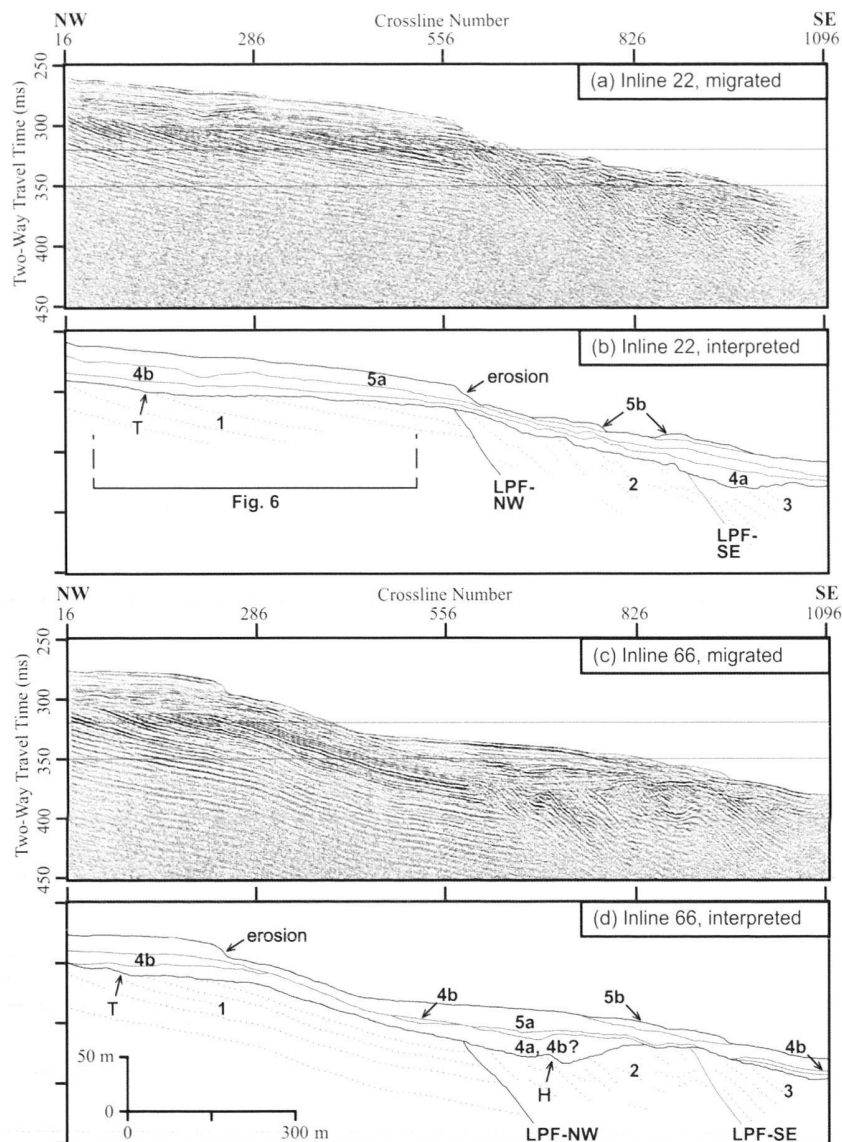 NW Crossline Number SE
16 286 556 826 1096
Two-Way Travel Time (ms)
250
300
350
400
450
(a) Inline 22, migrated
(b) Inline 22, interpreted
4b 5a erosion
5b
T 1
LPF-
NW
2 4a 3
Fig. 6
LPF-
SE
NW Crossline Number SE
16 286 556 826 1096
Two-Way Travel Time (ms)
250
300
350
400
450
(c) Inline 66, migrated
(d) Inline 66, interpreted
erosion
4b
4b 5b
T 1 5a
4b
4a, 4b?
2 3
50 m H
0
0 300 m LPF-NW LPF-SE